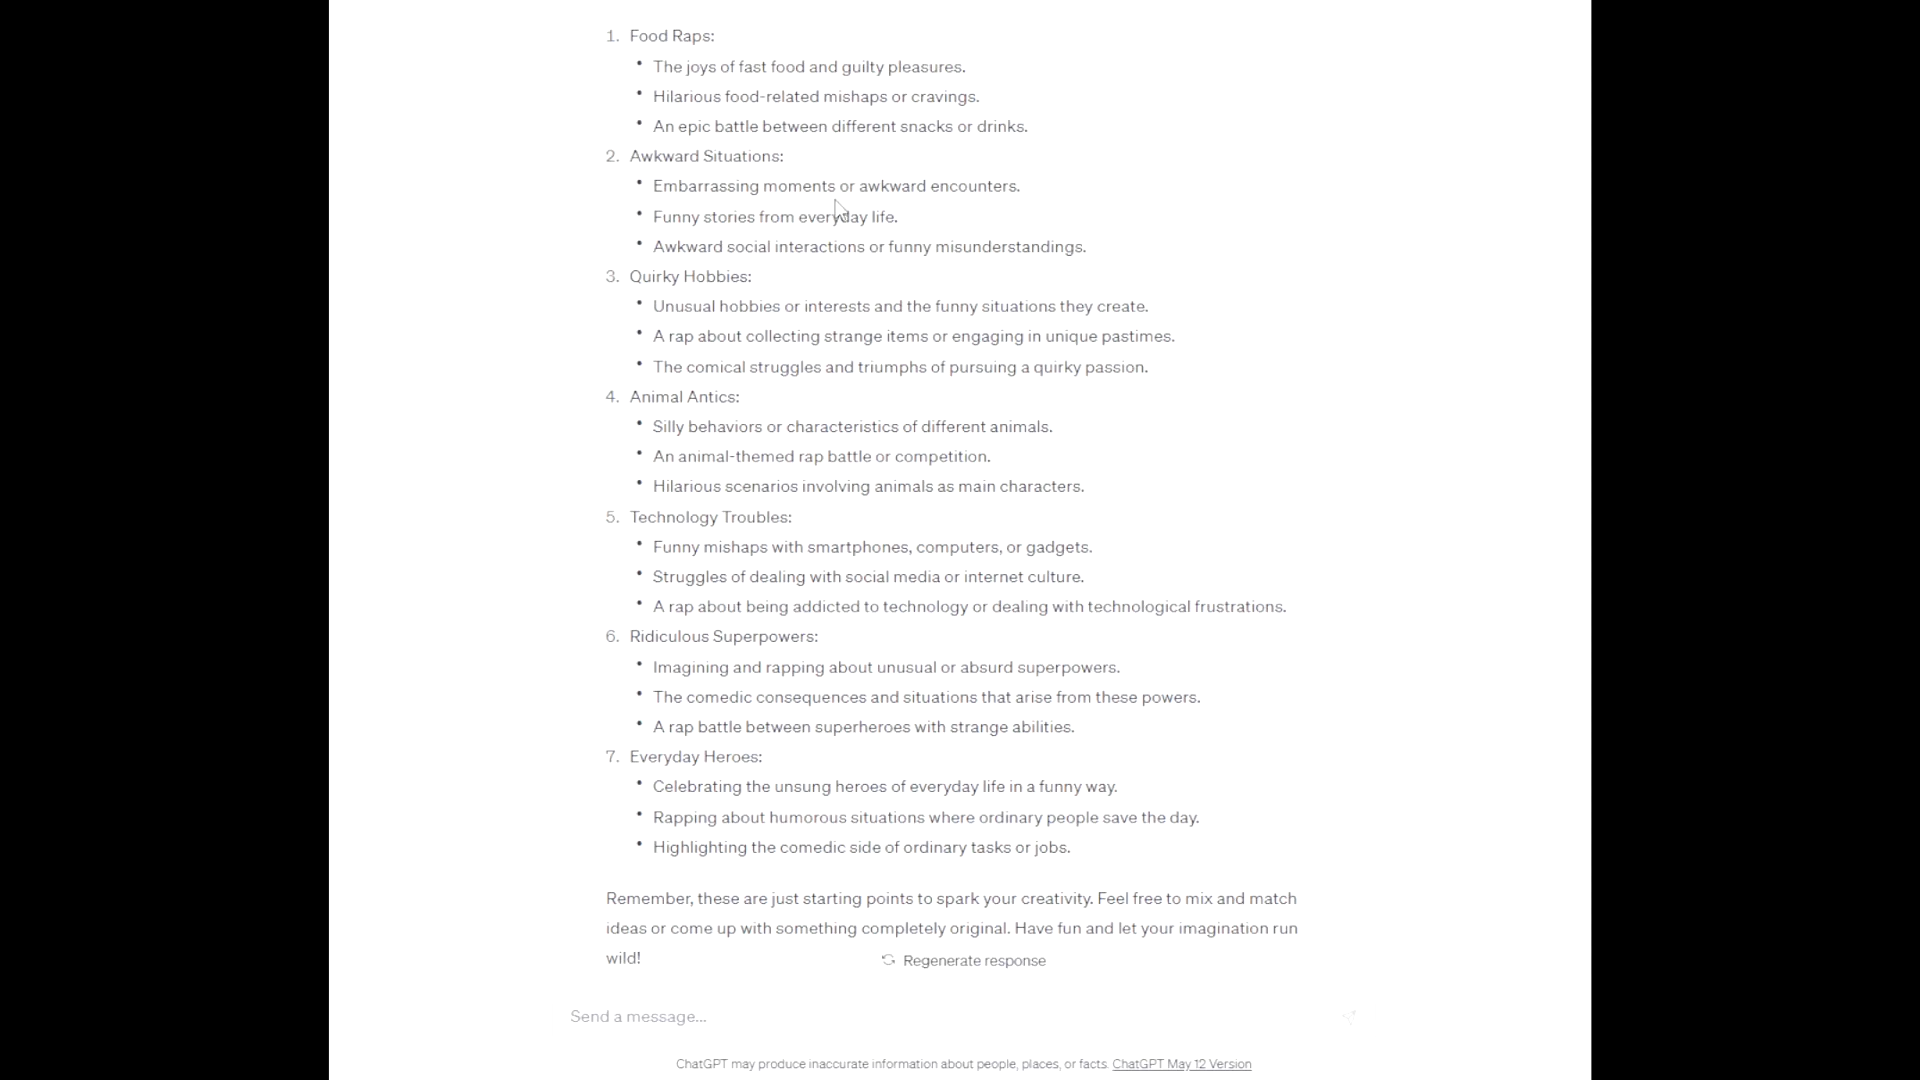 1. Food Raps:
• The joys of fast food and guilty pleasures.
• Hilarious food-related mishaps or cravings.
• An epic battle between different snacks or drinks.
2. Awkward Situations:
• Embarrassing moments or awkward encounters.
• Funny stories from everyday life.
• Awkward social interactions or funny misunderstandings.
3. Quirky Hobbies:
• Unusual hobbies or interests and the funny situations they create.
• A rap about collecting strange items or engaging in unique pastimes.
• The comical struggles and triumphs of pursuing a quirky passion.
4. Animal Antics:
• Silly behaviors or characteristics of different animals.
• An animal-themed rap battle or competition.
• Hilarious scenarios involving animals as main characters.
5. Technology Troubles:
• Funny mishaps with smartphones, computers, or gadgets.
• Struggles of dealing with social media or internet culture.
• A rap about being addicted to technology or dealing with technological frustrations.
6. Ridiculous Superpowers:
• Imagining and rapping about unusual or absurd superpowers.
• The comedic consequences and situations that arise from these powers.
• A rap battle between superheroes with strange abilities.
7. Everyday Heroes:
• Celebrating the unsung heroes of everyday life in a funny way.
• Rapping about humorous situations where ordinary people save the day.
• Highlighting the comedic side of ordinary tasks or jobs.
Remember, these are just starting points to spark your creativity. Feel free to mix and match
ideas or come up with something completely original. Have fun and let your imagination run
wild!
Regenerate response
Send a message...
ChatGPT may produce inaccurate information about people, places, or facts. ChatGPT May 12 Version